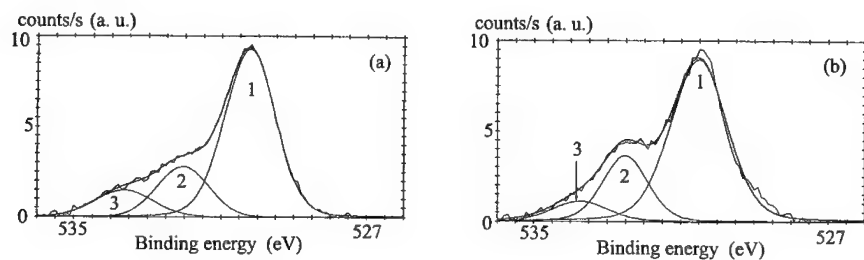 counts/s (a. u.)
10
(a)
1
5
2
3
0
535
527
Binding energy (eV)
counts/s (a. u.)
10
(b)
1
5
3
2
0
535
527
Binding energy (eV)